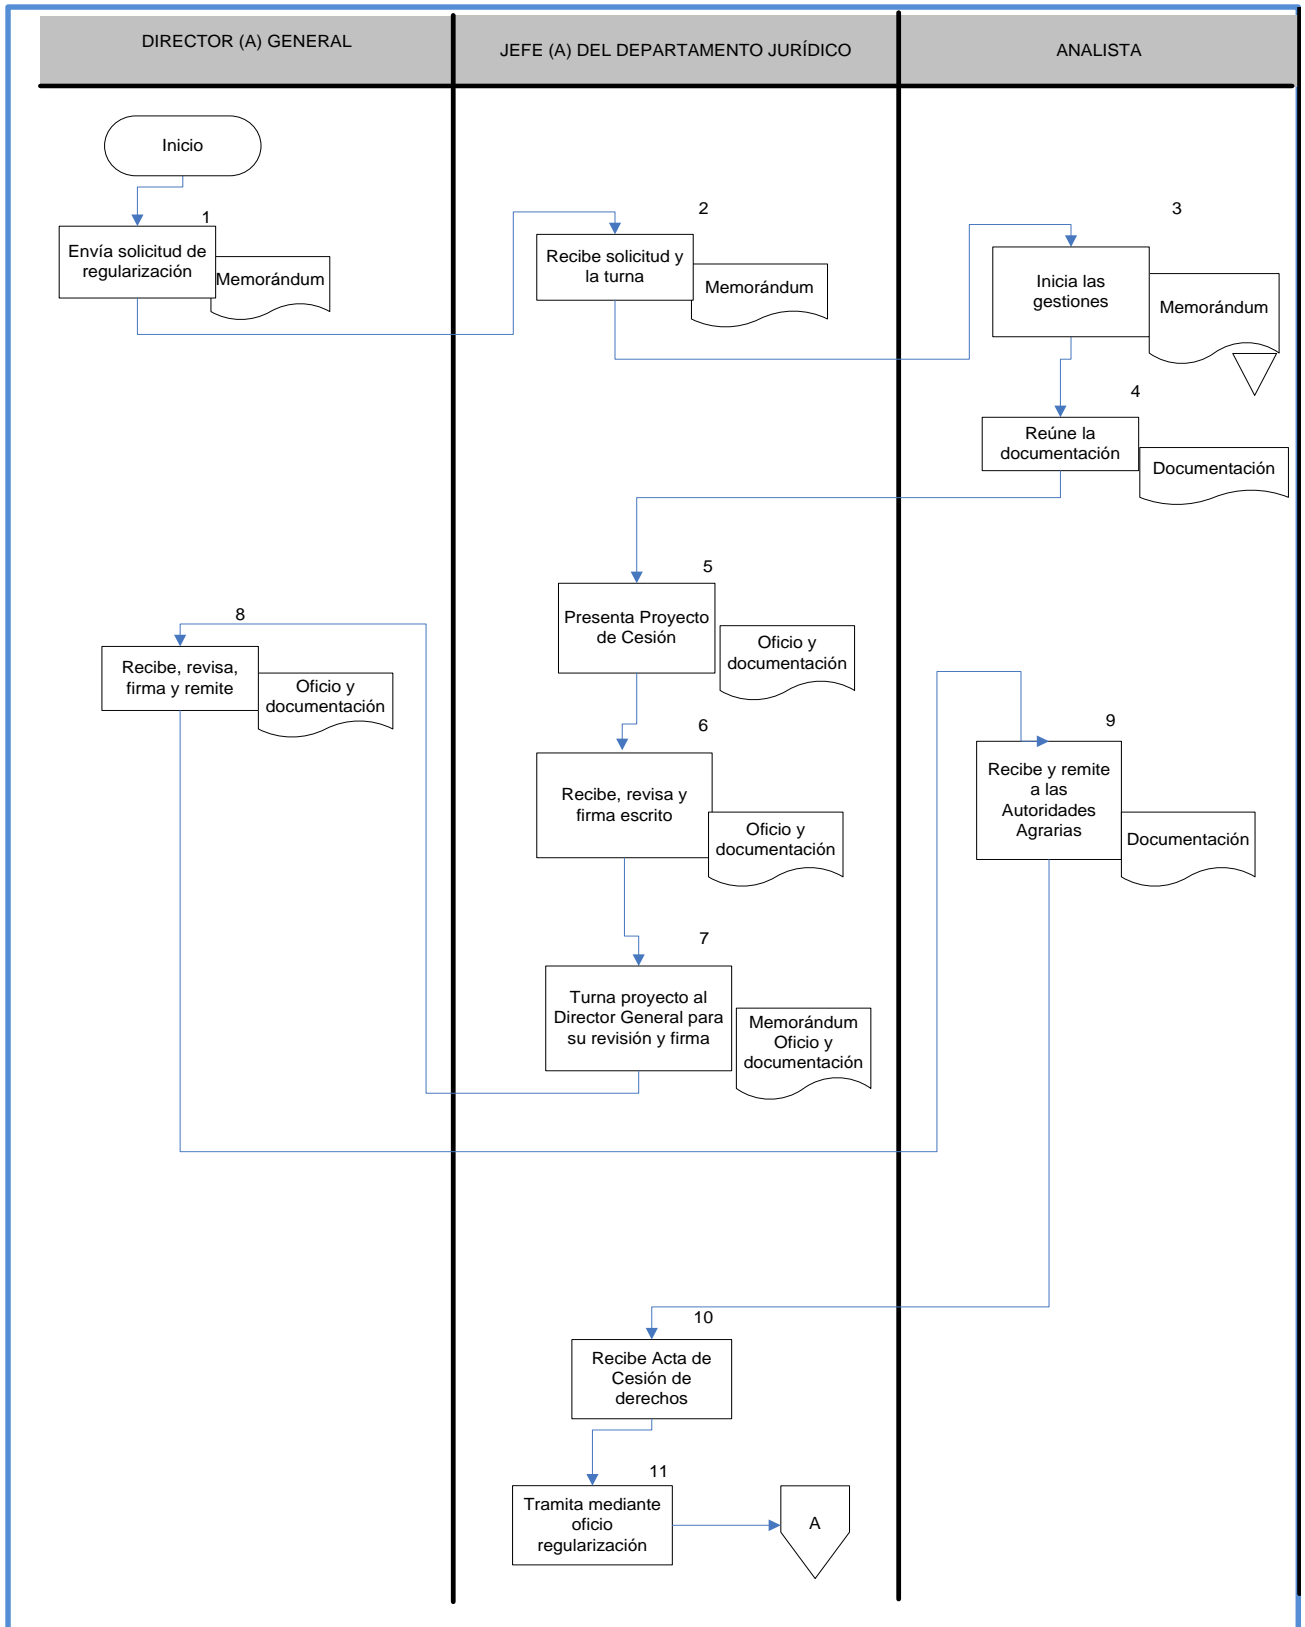 DIRECTOR (A) GENERAL
JEFE (A) DEL DEPARTAMENTO JURÍDICO
ANALISTA
Inicio
1
Envía solicitud de
regularización
Memorándum
2
Recibe solicitud y
la turna
Memorándum
3
Inicia las
gestiones
Memorándum
4
Reúne la
documentación
Documentación
5
Presenta Proyecto
de Cesión
Oficio y
documentación
6
Recibe, revisa y
firma escrito
Oficio y
documentación
7
Turna proyecto al
Director General para
su revisión y firma
Memorándum
Oficio y
documentación
8
Recibe, revisa,
firma y remite
Oficio y
documentación
9
Recibe y remite
a las
Autoridades
Agrarias
Documentación
10
Recibe Acta de
Cesión de
derechos
11
Tramita mediante
oficio
regularización
A